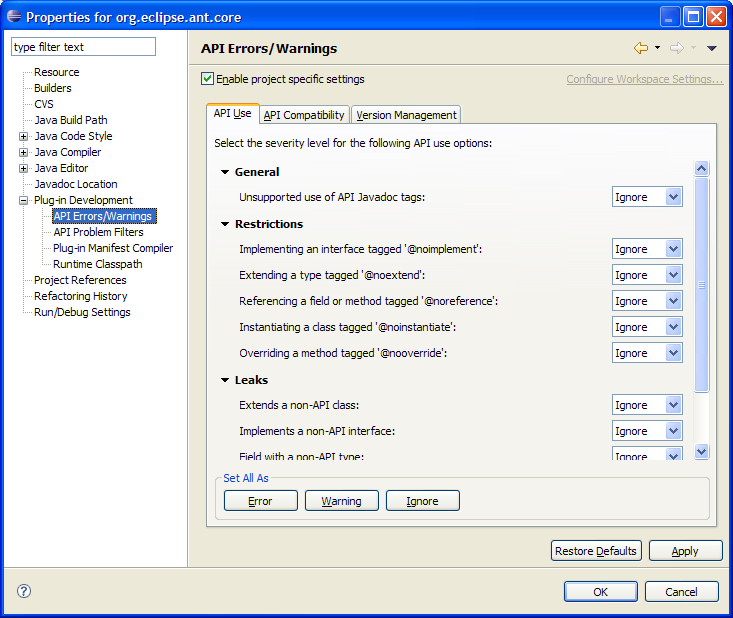 Properties for org.eclipse.ant.core
type filter text
Resource
Builders
CVS
Java Build Path
Java Code Style
Java Compiler
Java Editor
Javadoc Location
Plug-in Development
API Errors/Warnings
API Problem Filters
Plug-in Manifest Compiler
Runtime Classpath
Project References
Refactoring History
Run/Debug Settings
API Errors/Warnings
Enable project specific settings
Configure Workspace Settings...
API Use API Compatibility Version Management
Select the severity level for the following API use options:
General
Unsupported use of API Javadoc tags: Ignore
Restrictions
Implementing an interface tagged '@noimplement': Ignore
Extending a type tagged '@noextend': Ignore
Referencing a field or method tagged '@noreference': Ignore
Instantiating a class tagged '@noinstantiate': Ignore
Overriding a method tagged '@nooverride': Ignore
Leaks
Extends a non-API class: Ignore
Implements a non-API interface: Ignore
Field with a non-API type: Ignore
Set All As
Error Warning Ignore
Restore Defaults Apply
? OK Cancel